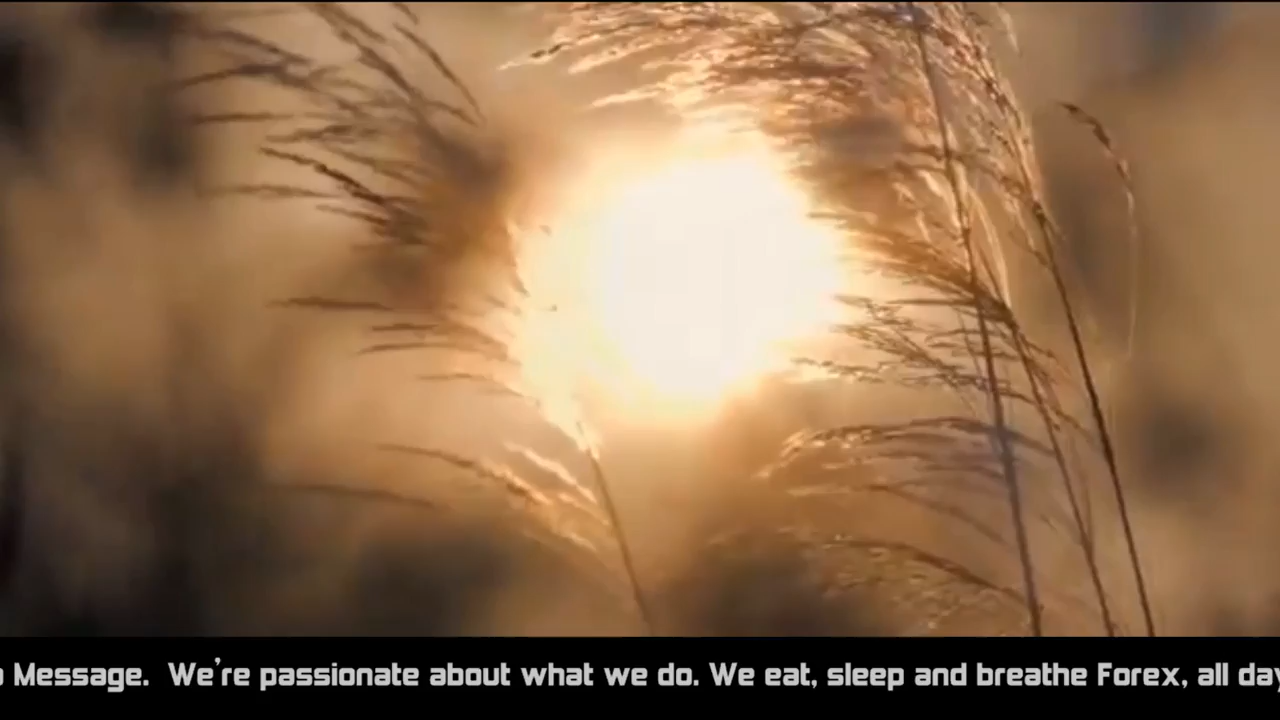 Message. We're passionate about what we do. We eat, sleep and breathe Forex, all day